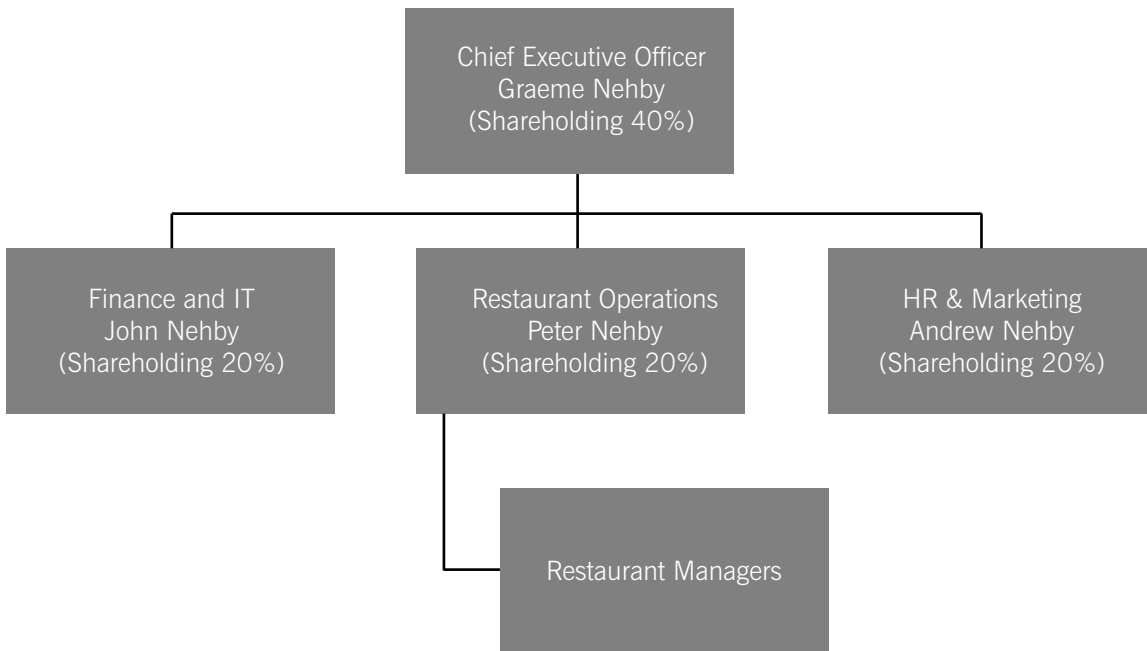 Chief Executive Officer
Graeme Nehby
(Shareholding 40%)
Finance and IT
John Nehby
(Shareholding 20%)
Restaurant Operations
Peter Nehby
(Shareholding 20%)
HR & Marketing
Andrew Nehby
(Shareholding 20%)
Restaurant Managers